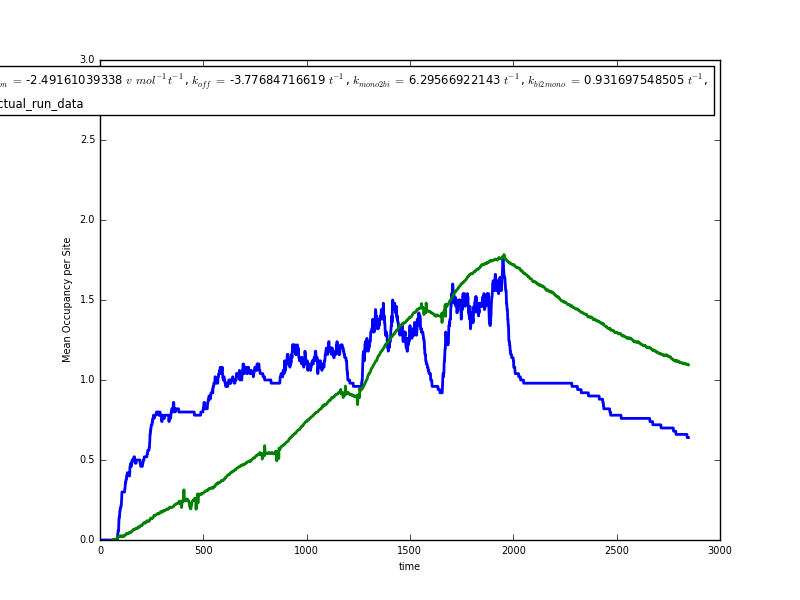 3.0
= -2.49161039338 v mol⁻¹t⁻¹, k_off = -3.77684716619 t⁻¹, k_mono2bi = 6.29566922143 t⁻¹, k_bi2mono = 0.931697548505 t⁻¹,
ctual_run_data
2.5
2.0
1.5
1.0
0.5
0.0
Mean Occupancy per Site
0 500 1000 1500 2000 2500 3000
time